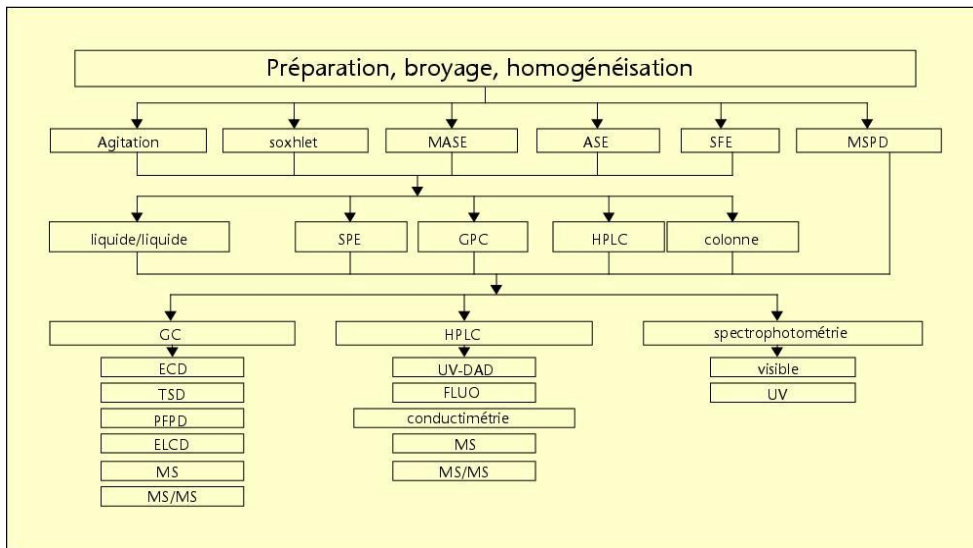 Préparation, broyage, homogénéisation
Agitation
soxhlet
MASE
ASE
SFE
MSPD
liquide/liquide
SPE
GPC
HPLC
colonne
GC
HPLC
spectrophotométrie
ECD
UV-DAD
visible
TSD
FLUO
UV
PFPD
conductimétrie
ELCD
MS
MS
MS/MS
MS/MS